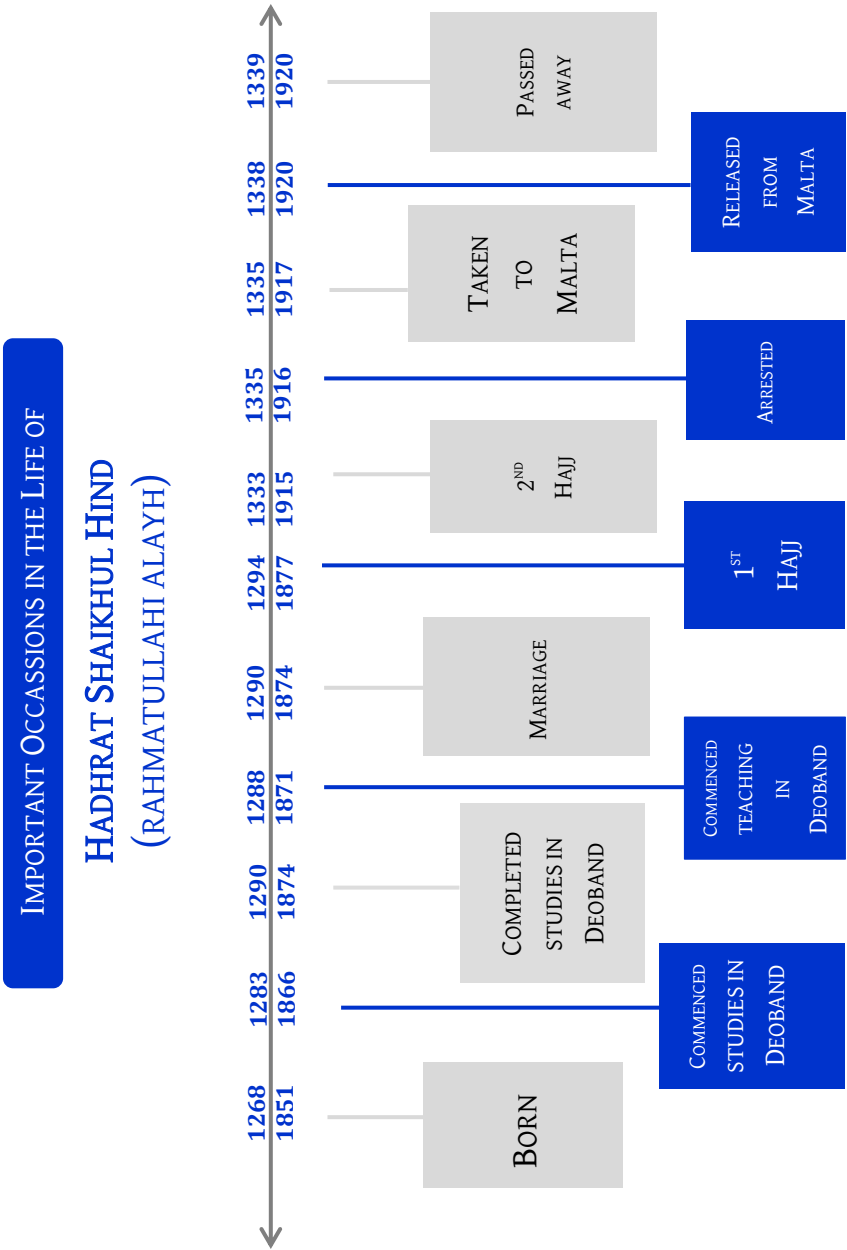 IMPORTANT OCCASSIONS IN THE LIFE OF
HADHRAT SHAIKHUL HIND
(RAHMATULLAHI ALAYH)
1268
1851
BORN
1283
1866
COMMENCED
STUDIES IN
DEOBAND
1290
1874
COMPLETED
STUDIES IN
DEOBAND
1288
1871
COMMENCED
TEACHING
IN
DEOBAND
1290
1874
MARRIAGE
1294
1877
1ST
HAJJ
1333
1915
2ND
HAJJ
1335
1916
ARRESTED
1335
1917
TAKEN
TO
MALTA
1338
1920
RELEASED
FROM
MALTA
1339
1920
PASSED
AWAY